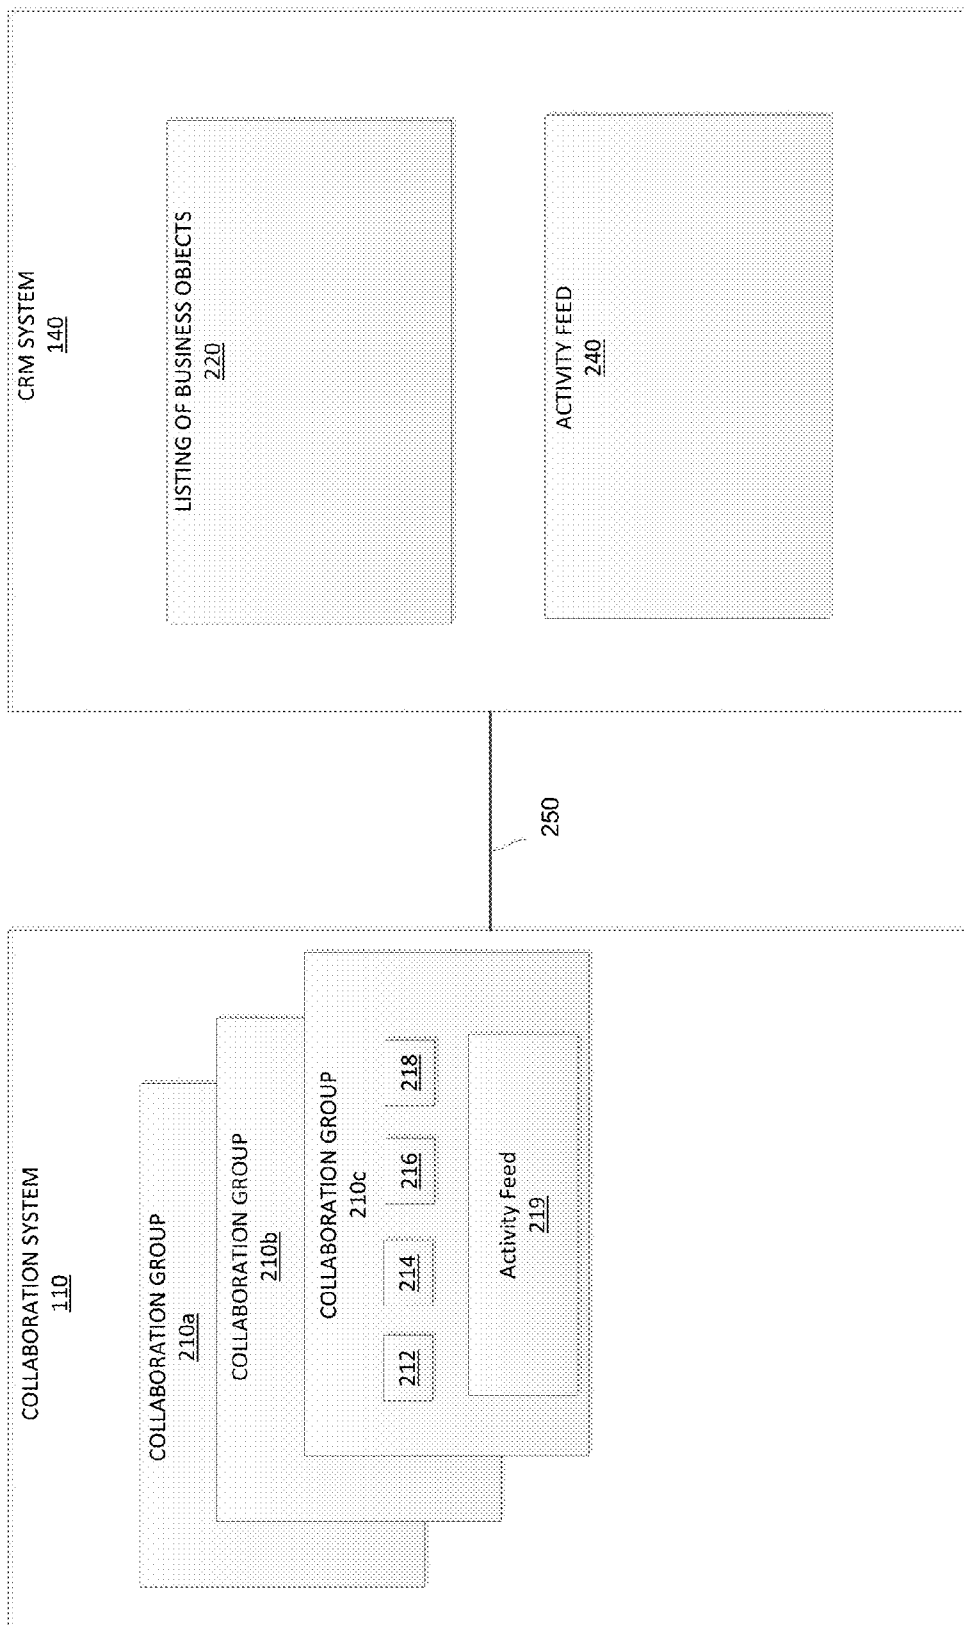 COLLABORATION SYSTEM
110
COLLABORATION GROUP
210a
COLLABORATION GROUP
210b
COLLABORATION GROUP
210c
212
214
216
218
Activity Feed
219
250
CRM SYSTEM
140
LISTING OF BUSINESS OBJECTS
220
ACTIVITY FEED
240